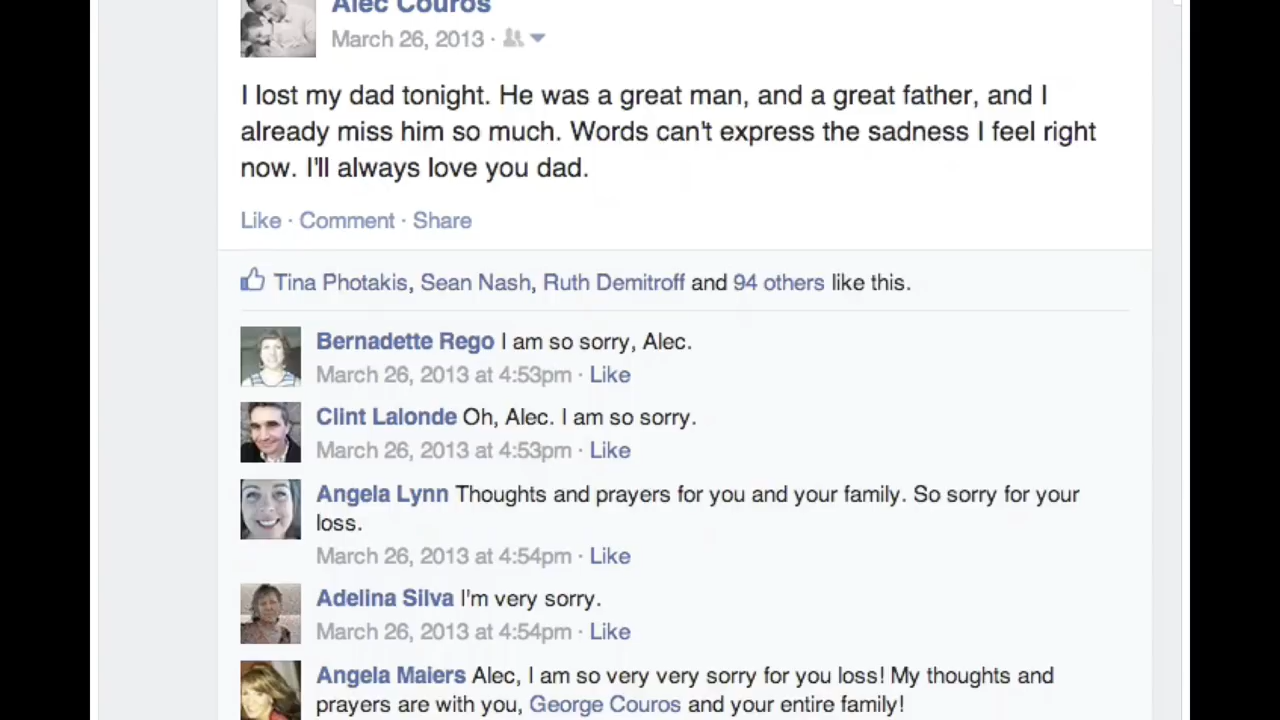 Alec Couros
March 26, 2013 ·
I lost my dad tonight. He was a great man, and a great father, and I
already miss him so much. Words can't express the sadness I feel right
now. I'll always love you dad.
Like · Comment · Share
Tina Photakis, Sean Nash, Ruth Demitroff and 94 others like this.
Bernadette Rego I am so sorry, Alec.
March 26, 2013 at 4:53pm · Like
Clint Lalonde Oh, Alec. I am so sorry.
March 26, 2013 at 4:53pm · Like
Angela Lynn Thoughts and prayers for you and your family. So sorry for your
loss.
March 26, 2013 at 4:54pm · Like
Adelina Silva I'm very sorry.
March 26, 2013 at 4:54pm · Like
Angela Maiers Alec, I am so very very sorry for you loss! My thoughts and
prayers are with you, George Couros and your entire family!